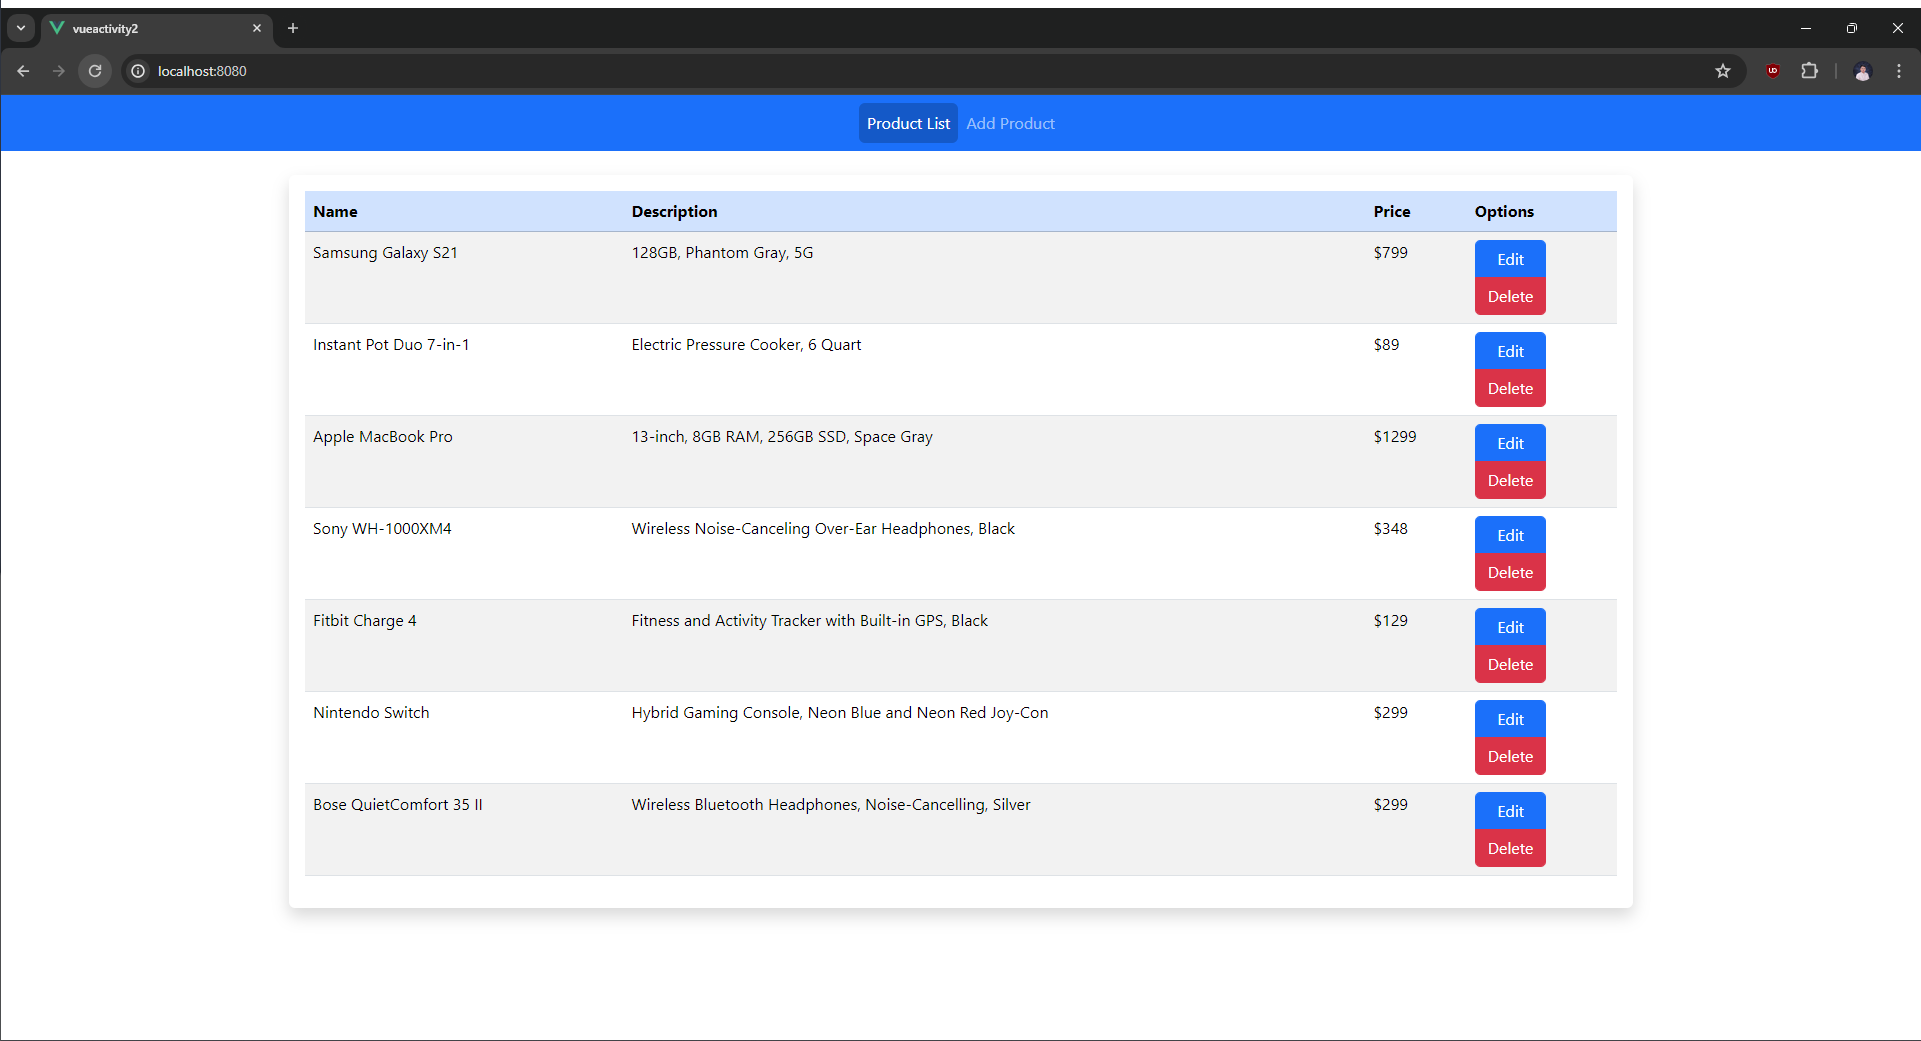 vueactivity2
localhost:8080
Product List Add Product
Name Description Price Options
Samsung Galaxy S21 128GB, Phantom Gray, 5G $799 Edit
Delete
Instant Pot Duo 7-in-1 Electric Pressure Cooker, 6 Quart $89 Edit
Delete
Apple MacBook Pro 13-inch, 8GB RAM, 256GB SSD, Space Gray $1299 Edit
Delete
Sony WH-1000XM4 Wireless Noise-Canceling Over-Ear Headphones, Black $348 Edit
Delete
Fitbit Charge 4 Fitness and Activity Tracker with Built-in GPS, Black $129 Edit
Delete
Nintendo Switch Hybrid Gaming Console, Neon Blue and Neon Red Joy-Con $299 Edit
Delete
Bose QuietComfort 35 II Wireless Bluetooth Headphones, Noise-Cancelling, Silver $299 Edit
Delete